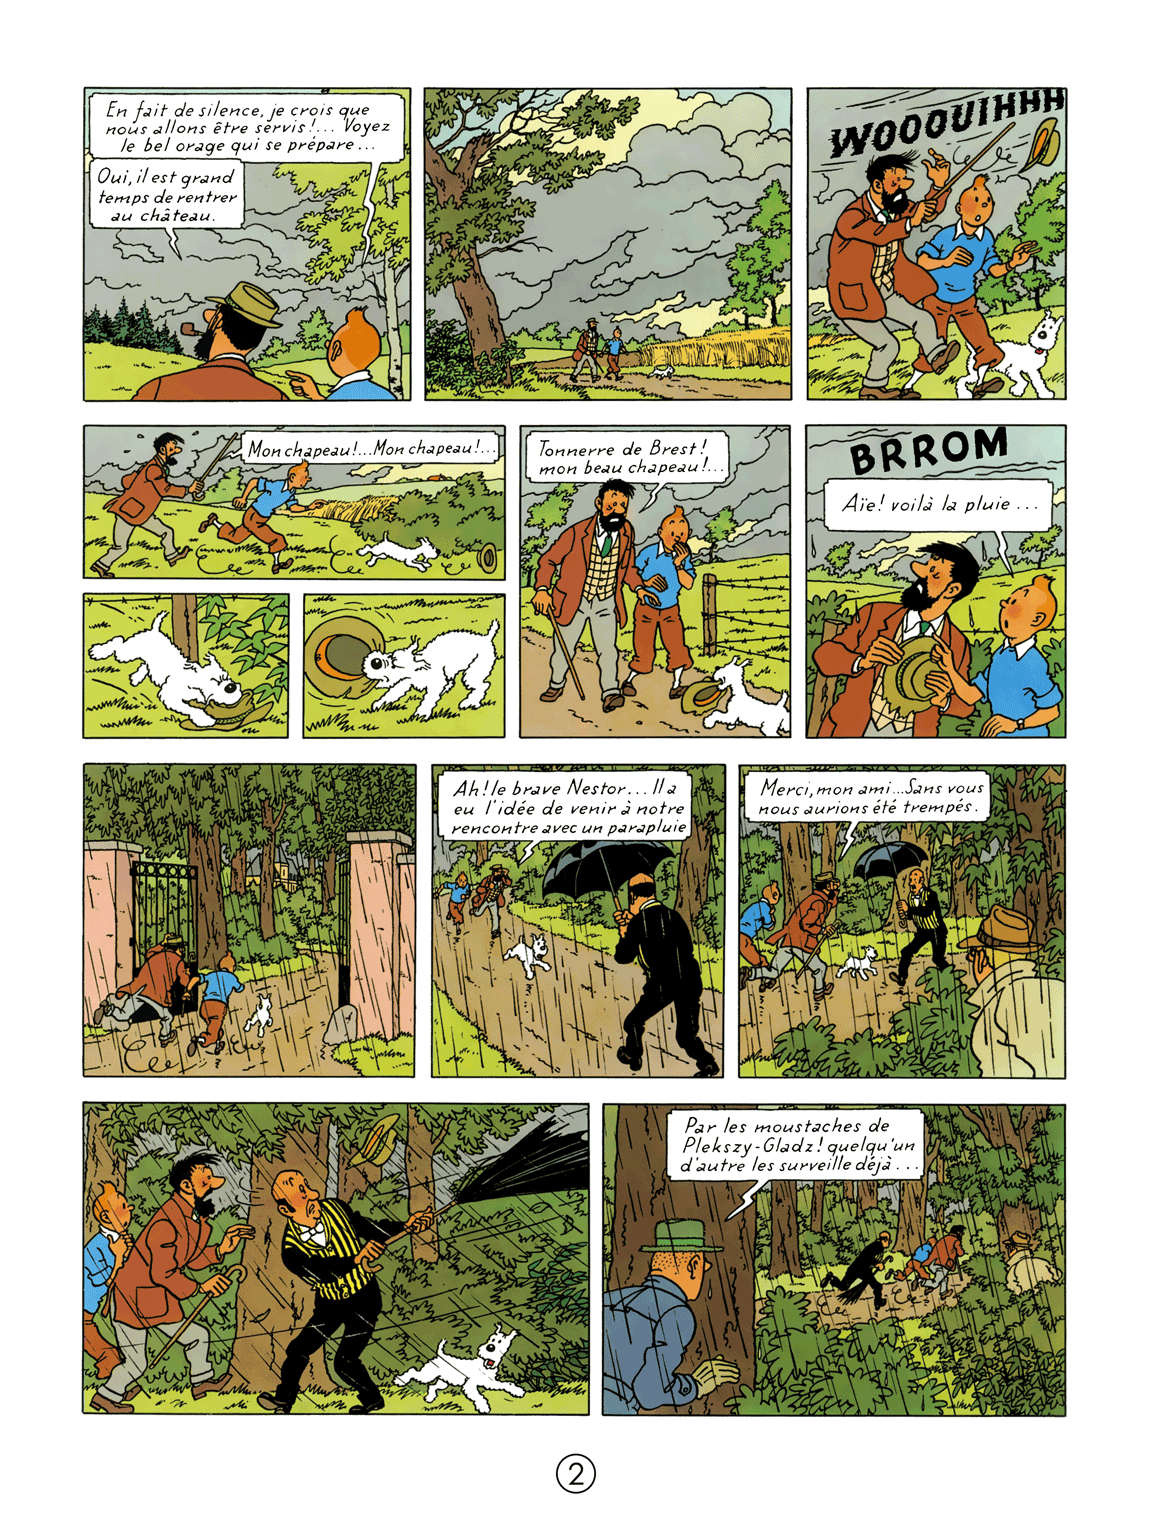 En fait de silence, je crois que
nous allons être servis!... Voyez
le bel orage qui se prépare...
Oui, il est grand
temps de rentrer
au château.
WOOOUIHHH
Mon chapeau!...Mon chapeau!...
Tonnerre de Brest!
mon beau chapeau!...
BRROM
Aïe! voilà la pluie...
Ah! le brave Nestor... Il a
eu l'idée de venir à notre
rencontre avec un parapluie
Merci, mon ami...Sans vous
nous aurions été trempés.
Par les moustaches de
Plekszy-Gladz! quelqu'un
d'autre les surveille déjà...
2